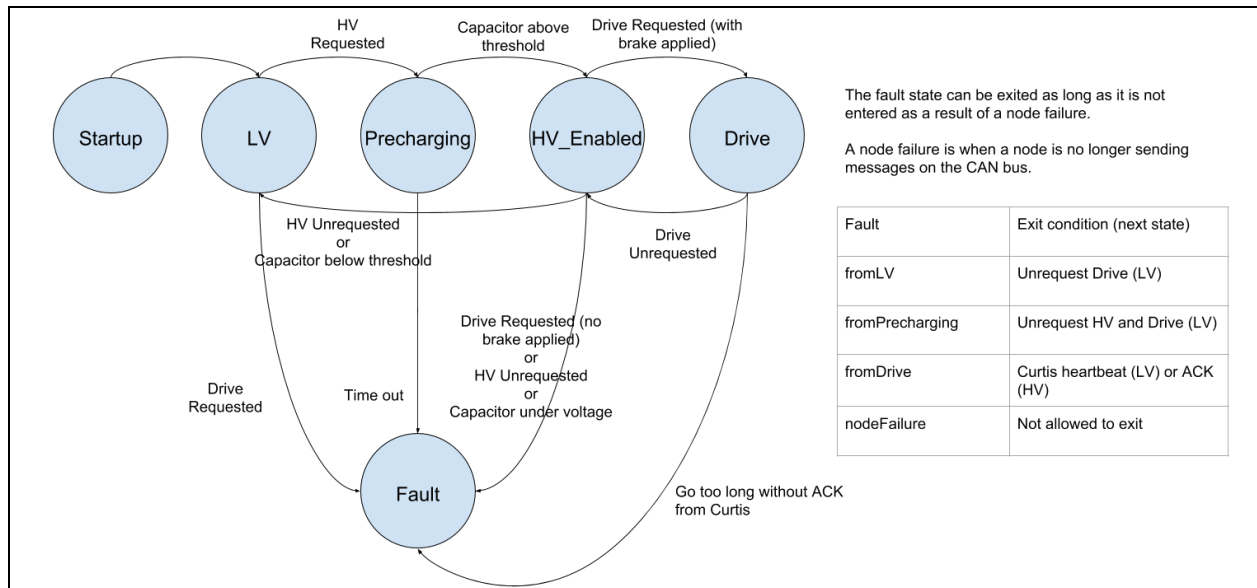 HV
Requested
Capacitor above
threshold
Drive Requested (with
brake applied)
Startup
LV
Precharging
HV_Enabled
Drive
The fault state can be exited as long as it is not
entered as a result of a node failure.
A node failure is when a node is no longer sending
messages on the CAN bus.
HV Unrequested
or
Capacitor below threshold
Drive
Unrequested
Drive Requested (no
brake applied)
or
HV Unrequested
or
Capacitor under voltage
Drive
Requested
Time out
Fault
Go too long without ACK
from Curtis
Fault
Exit condition (next state)
fromLV
Unrequest Drive (LV)
fromPrecharging
Unrequest HV and Drive (LV)
fromDrive
Curtis heartbeat (LV) or ACK
(HV)
nodeFailure
Not allowed to exit